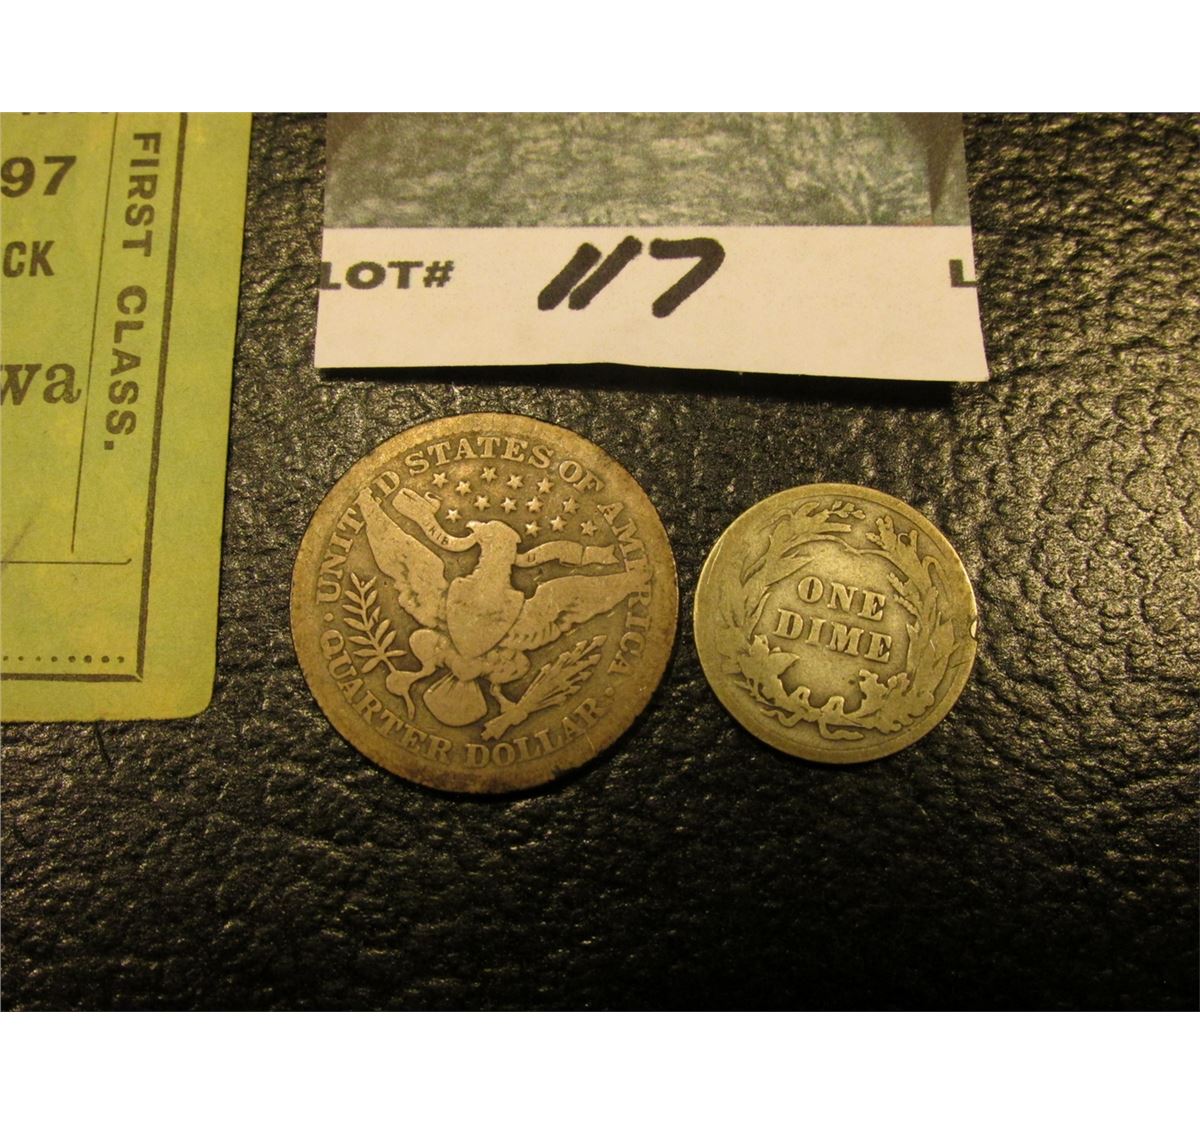 97
CK
wa
FIRST CLASS.
LOT# 117
L
UNITED STATES OF AMERICA
QUARTER DOLLAR
ONE
DIME